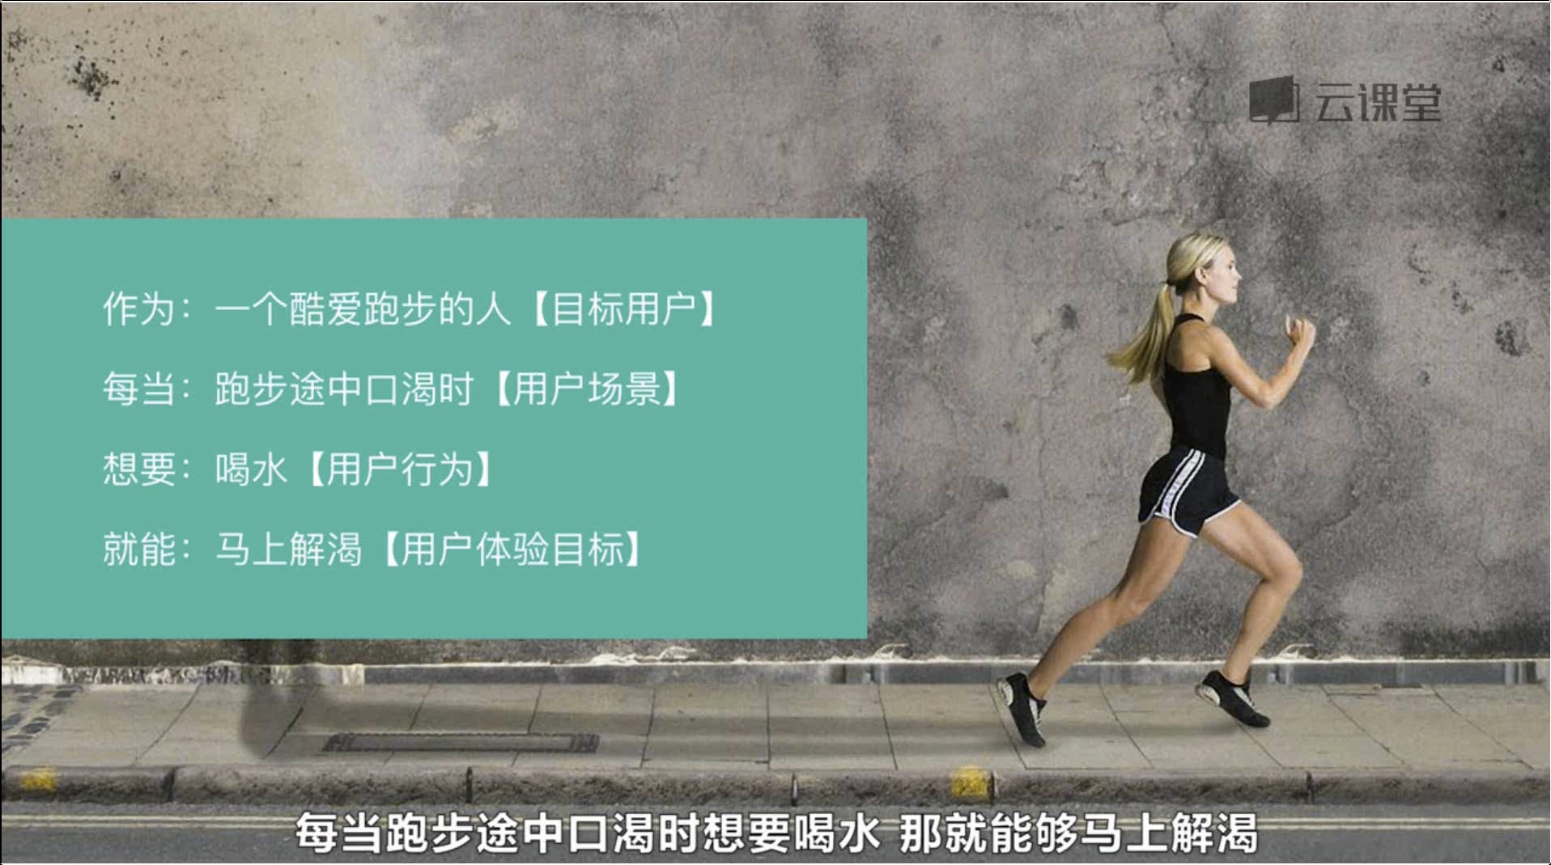 云课堂
作为：一个酷爱跑步的人【目标用户】
每当：跑步途中口渴时【用户场景】
想要：喝水【用户行为】
就能：马上解渴【用户体验目标】
每当跑步途中口渴时想要喝水 那就能够马上解渴